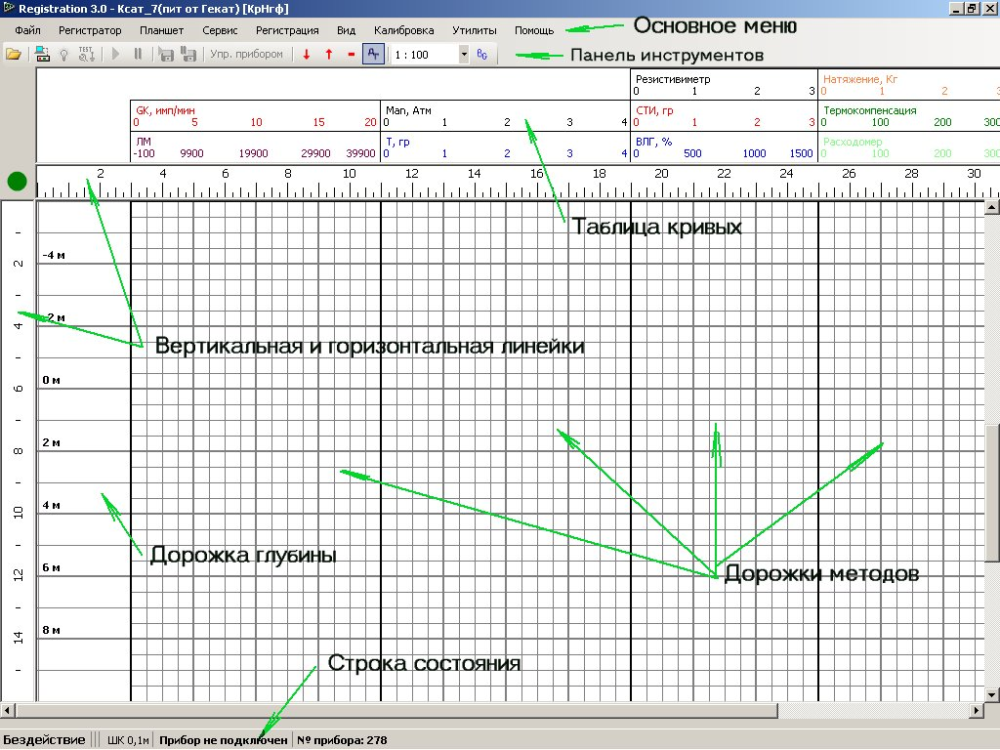 Registration 3.0 - Ксат_7(пит от Гекат) [КрНгф]
Файл Регистратор Планшет Сервис Регистрация Вид Калибровка Утилиты Помощь
Основное меню
TEST Упр. прибором 1 : 100
Панель инструментов
Резистивиметр Натяжение, Кг
0 1 2 3 0 1 2 3
GK, имп/мин Man, Атм СТИ, гр Термокомпенсация
0 5 10 15 20 0 1 2 3 4 0 1 2 3 0 100 200 300
ЛМ Т, гр ВЛГ, % Расходомер
-100 9900 19900 29900 39900 0 1 2 3 4 0 500 1000 1500 0 100 200 300
2 4 6 8 10 12 14 16 18 20 22 24 26 28 30
Таблица кривых
2
-4 м
4
-2 м
Вертикальная и горизонтальная линейки
6
0 м
8
2 м
10
4 м
Дорожка глубины
12
6 м
Дорожки методов
14
8 м
Строка состояния
Бездействие ШК 0,1м Прибор не подключен № прибора: 278